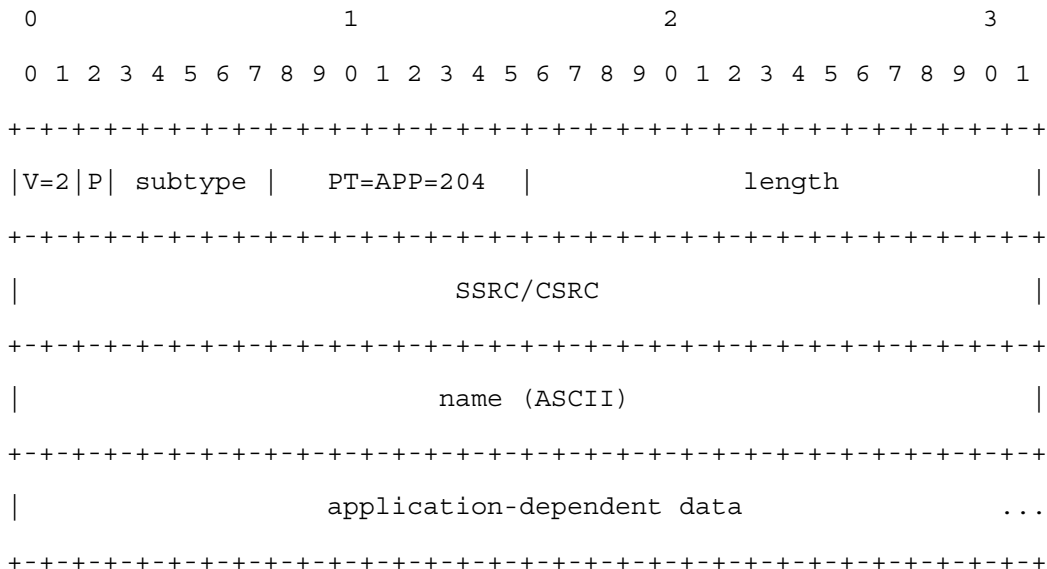 0                   1                   2                   3
0 1 2 3 4 5 6 7 8 9 0 1 2 3 4 5 6 7 8 9 0 1 2 3 4 5 6 7 8 9 0 1
+-+-+-+-+-+-+-+-+-+-+-+-+-+-+-+-+-+-+-+-+-+-+-+-+-+-+-+-+-+-+-+-+
|V=2|P| subtype |   PT=APP=204  |             length            |
+-+-+-+-+-+-+-+-+-+-+-+-+-+-+-+-+-+-+-+-+-+-+-+-+-+-+-+-+-+-+-+-+
|                           SSRC/CSRC                           |
+-+-+-+-+-+-+-+-+-+-+-+-+-+-+-+-+-+-+-+-+-+-+-+-+-+-+-+-+-+-+-+-+
|                          name (ASCII)                         |
+-+-+-+-+-+-+-+-+-+-+-+-+-+-+-+-+-+-+-+-+-+-+-+-+-+-+-+-+-+-+-+-+
|                   application-dependent data                ...
+-+-+-+-+-+-+-+-+-+-+-+-+-+-+-+-+-+-+-+-+-+-+-+-+-+-+-+-+-+-+-+-+